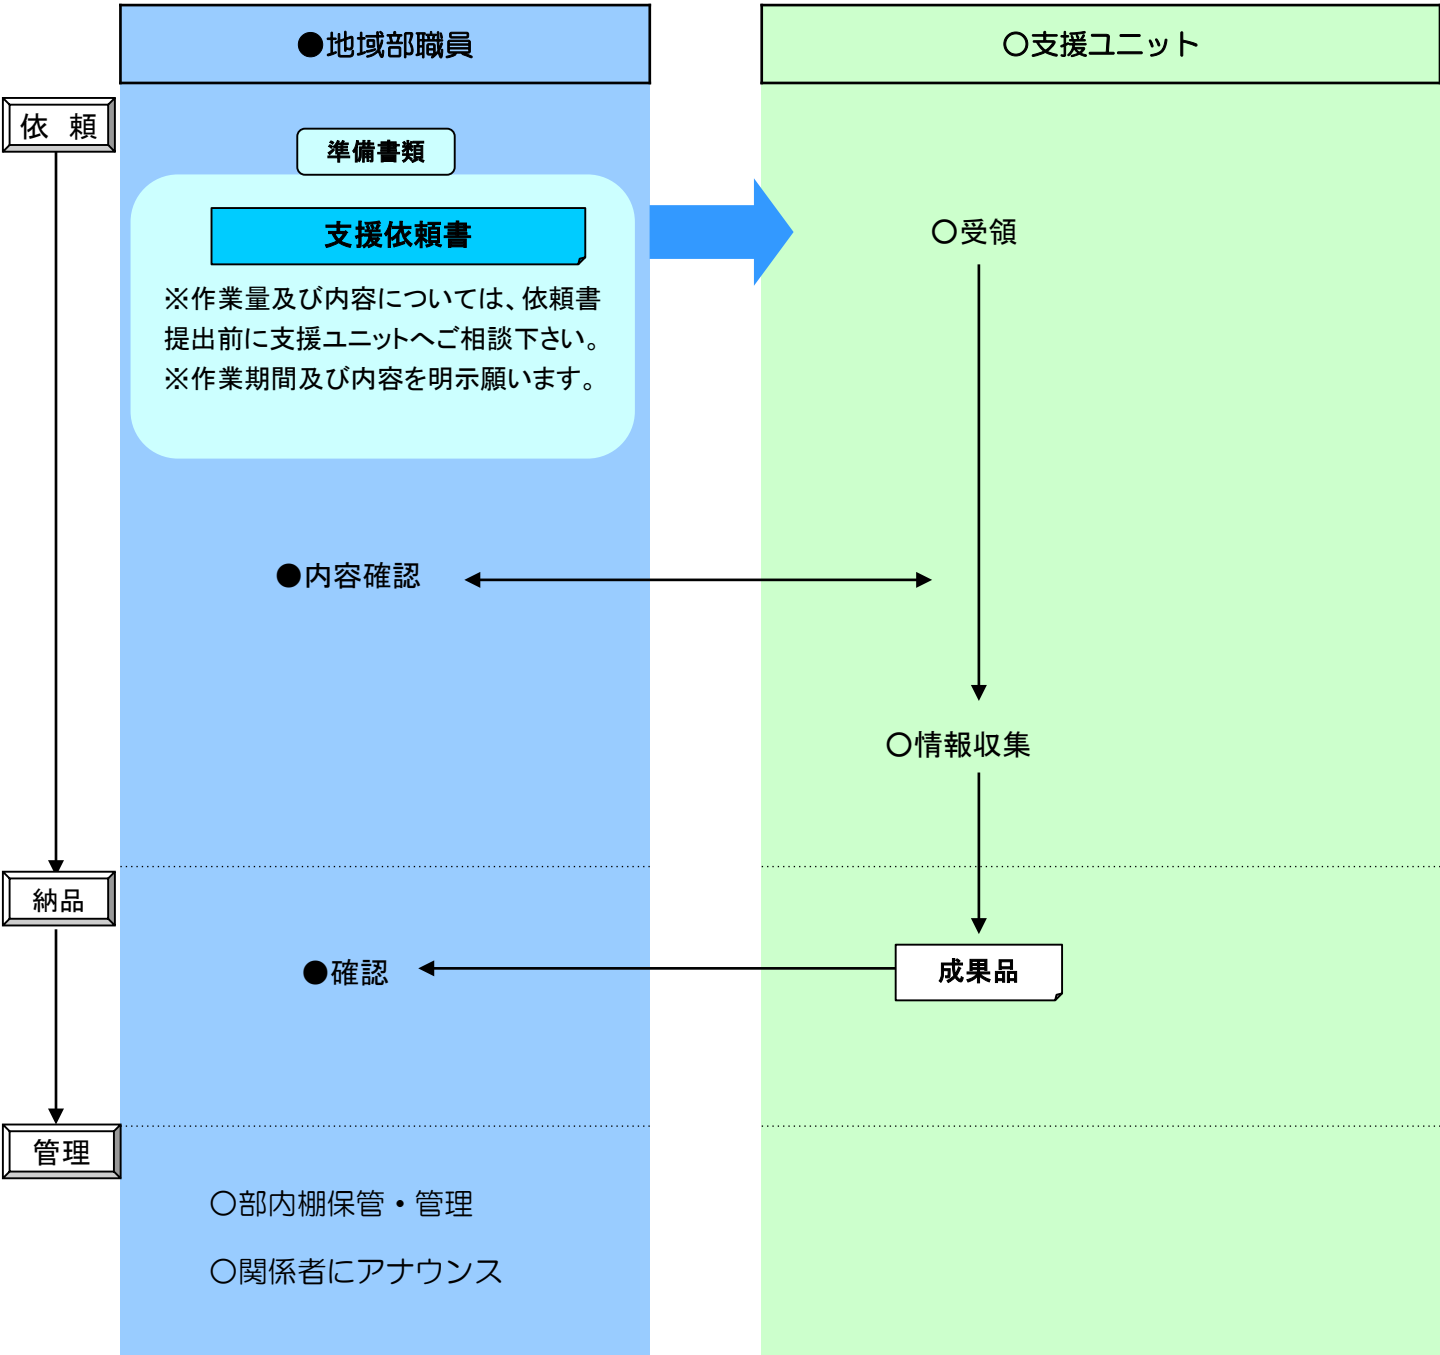 ●地域部職員
○支援ユニット
依 頼
準備書類
支援依頼書
○受領
※作業量及び内容については、依頼書
提出前に支援ユニットへご相談下さい。
※作業期間及び内容を明示願います。
●内容確認
○情報収集
納品
●確認
成果品
管理
○部内棚保管・管理
○関係者にアナウンス